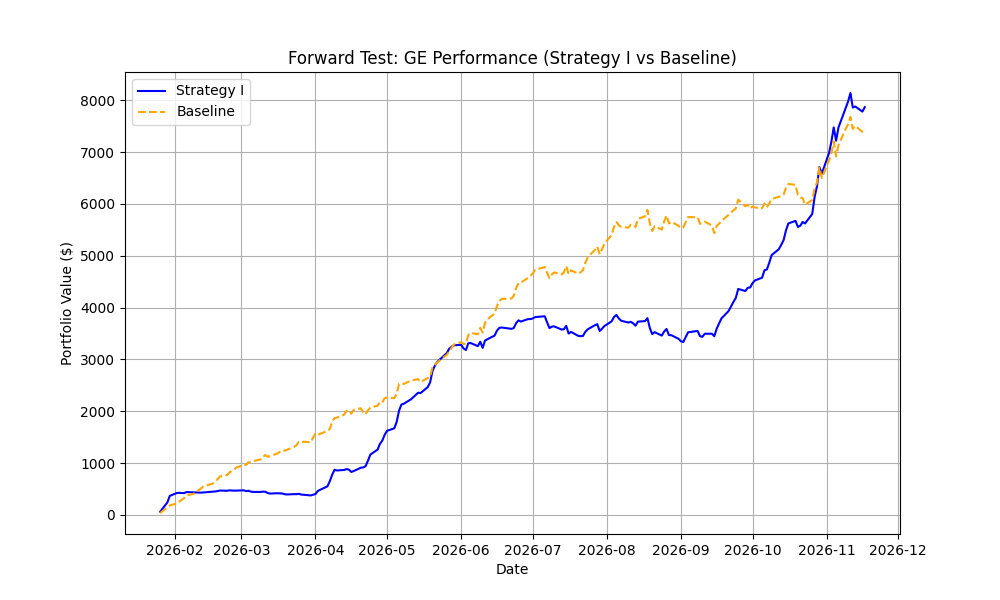 Forward Test: GE Performance (Strategy I vs Baseline)
Strategy I
Baseline
Portfolio Value ($)
8000
7000
6000
5000
4000
3000
2000
1000
0
2026-02 2026-03 2026-04 2026-05 2026-06 2026-07 2026-08 2026-09 2026-10 2026-11 2026-12
Date